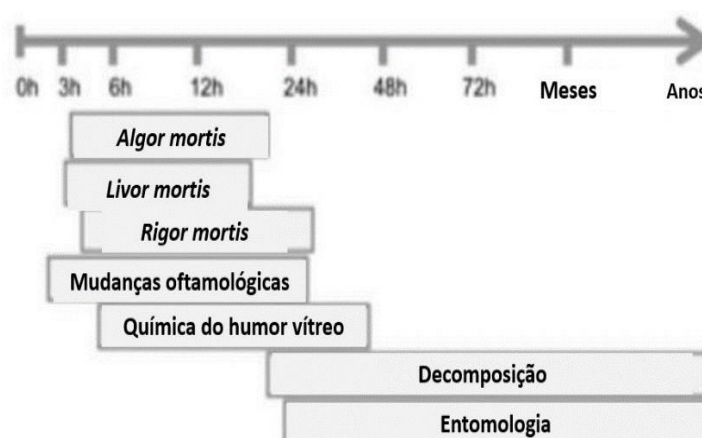 0h 3h 6h 12h 24h 48h 72h Meses Anos
Algor mortis
Livor mortis
Rigor mortis
Mudanças oftamológicas
Química do humor vítreo
Decomposição
Entomologia